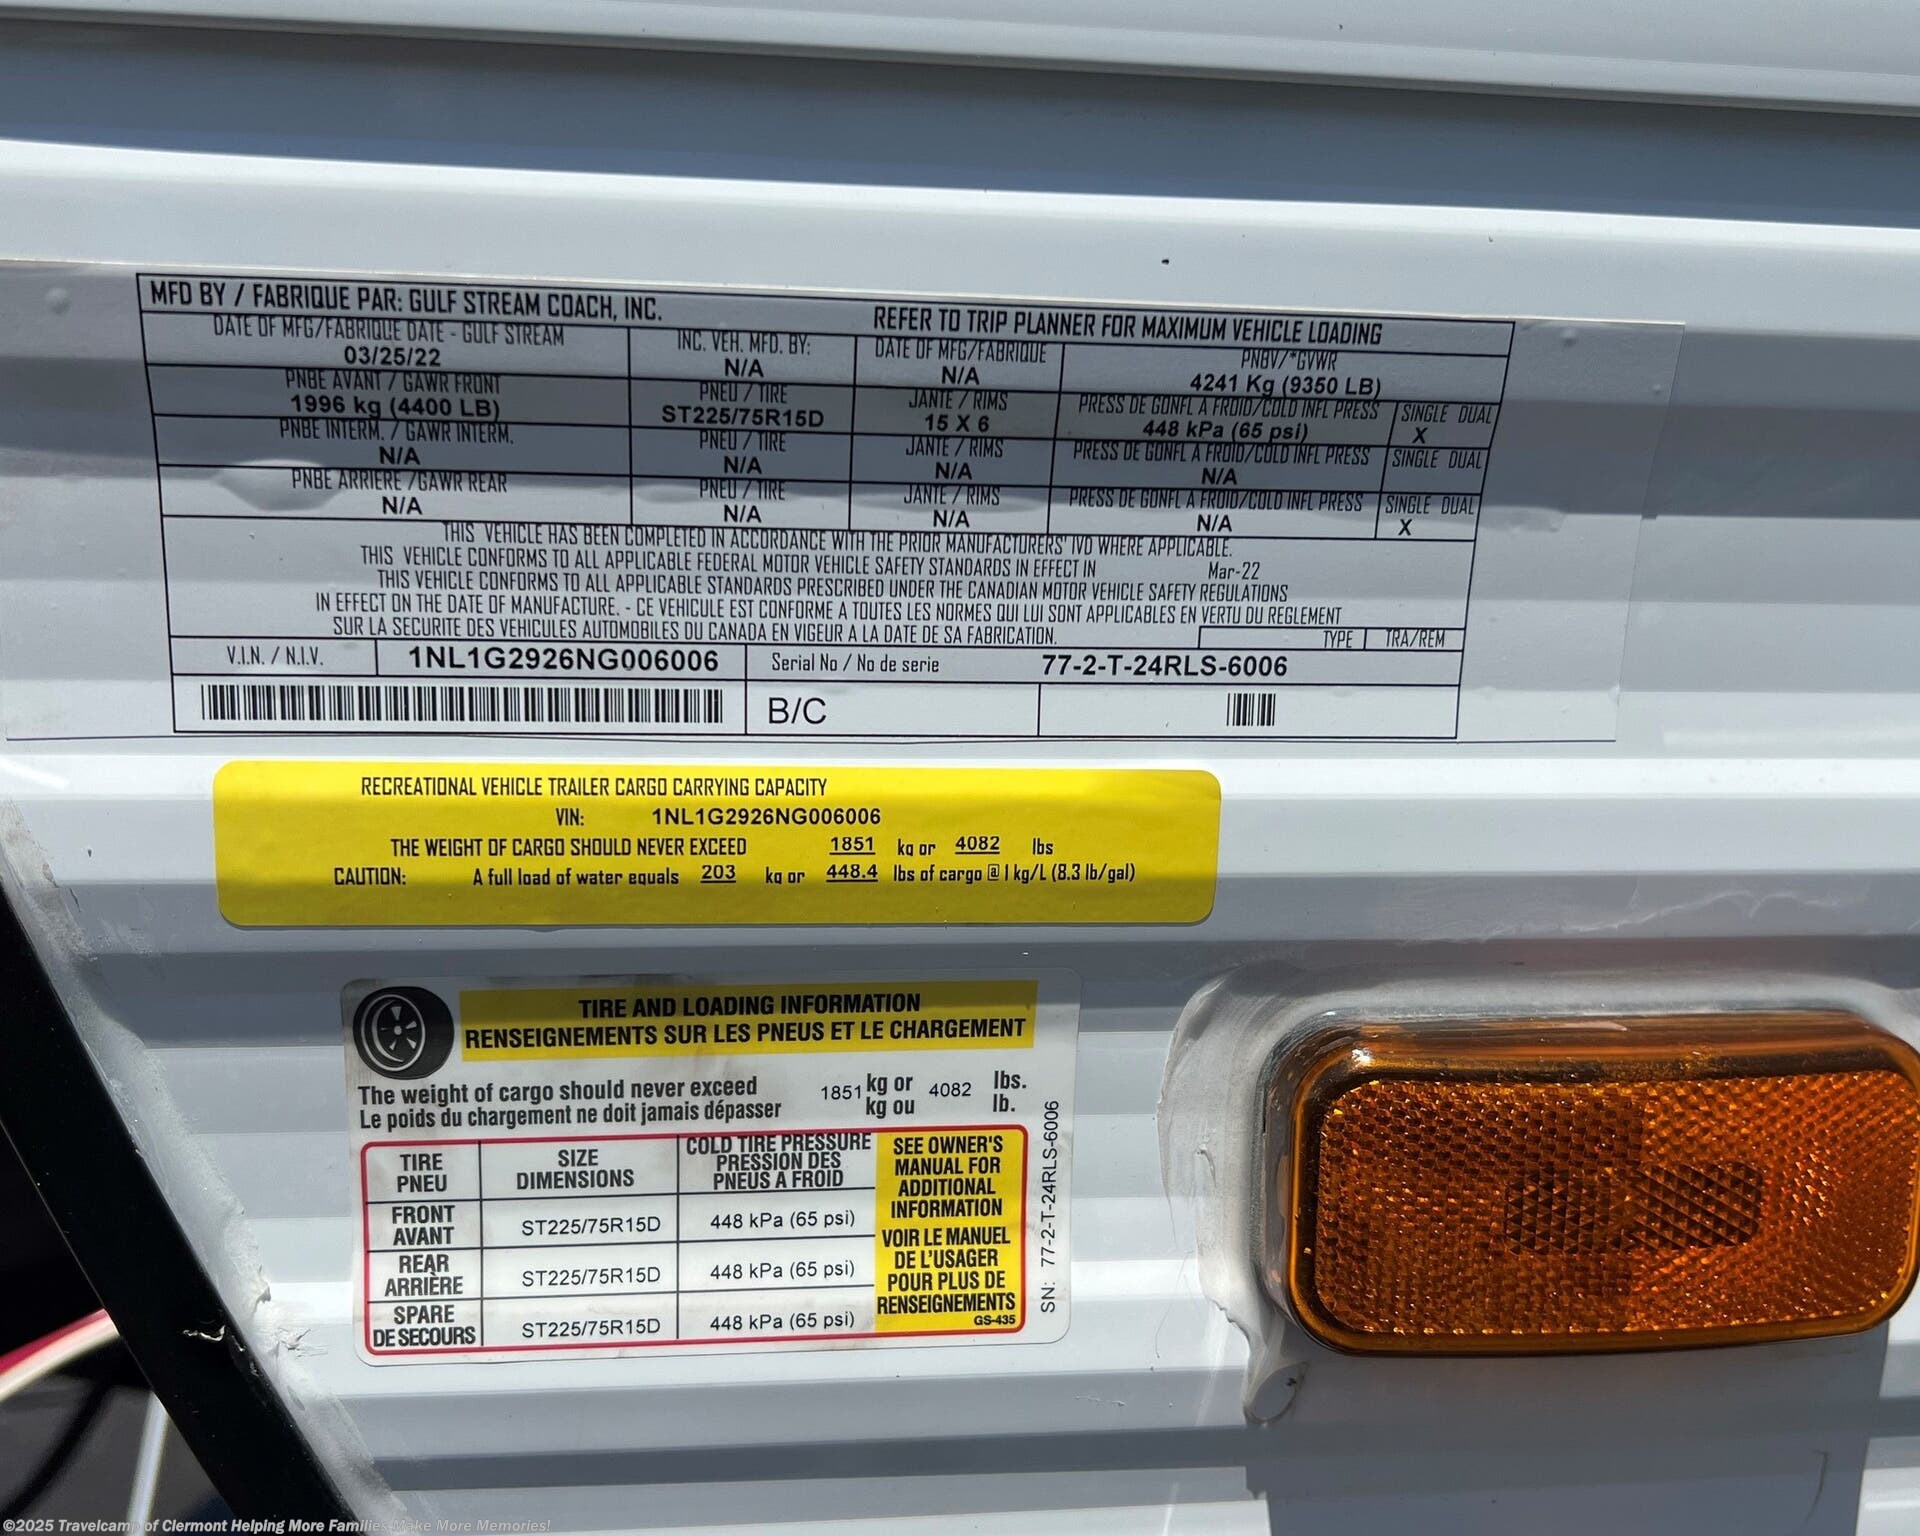 MFD BY / FABRIQUE PAR: GULF STREAM COACH, INC.
REFER TO TRIP PLANNER FOR MAXIMUM VEHICLE LOADING
DATE OF MFG/FABRIQUE DATE - GULF STREAM
03/25/22
INC. VEH. MFD. BY:
N/A
DATE OF MFG/FABRIQUE
N/A
PNBV/*GVWR
4241 Kg (9350 LB)
PNBE AVANT / GAWR FRONT
1996 kg (4400 LB)
PNEU / TIRE
ST225/75R15D
JANTE / RIMS
15 X 6
PRESS DE GONFL A FROID/COLD INFL PRESS
448 kPa (65 psi)
SINGLE DUAL
X
PNBE INTERM. / GAWR INTERM.
N/A
PNEU / TIRE
N/A
JANTE / RIMS
N/A
PRESS DE GONFL A FROID/COLD INFL PRESS
N/A
SINGLE DUAL
PNBE ARRIERE /GAWR REAR
N/A
PNEU / TIRE
N/A
JANTE / RIMS
N/A
PRESS DE GONFL A FROID/COLD INFL PRESS
N/A
SINGLE DUAL
X
THIS VEHICLE HAS BEEN COMPLETED IN ACCORDANCE WITH THE PRIOR MANUFACTURERS' IVD WHERE APPLICABLE.
THIS VEHICLE CONFORMS TO ALL APPLICABLE FEDERAL MOTOR VEHICLE SAFETY STANDARDS IN EFFECT IN Mar-22
THIS VEHICLE CONFORMS TO ALL APPLICABLE STANDARDS PRESCRIBED UNDER THE CANADIAN MOTOR VEHICLE SAFETY REGULATIONS
IN EFFECT ON THE DATE OF MANUFACTURE. - CE VEHICULE EST CONFORME A TOUTES LES NORMES QUI LUI SONT APPLICABLES EN VERTU DU REGLEMENT
SUR LA SECURITE DES VEHICULES AUTOMOBILES DU CANADA EN VIGEUR A LA DATE DE SA FABRICATION.
TYPE TRA/REM
V.I.N. / N.I.V. 1NL1G2926NG006006 Serial No / No de serie 77-2-T-24RLS-6006
B/C
RECREATIONAL VEHICLE TRAILER CARGO CARRYING CAPACITY
VIN: 1NL1G2926NG006006
THE WEIGHT OF CARGO SHOULD NEVER EXCEED 1851 kg or 4082 lbs
CAUTION: A full load of water equals 203 kg or 448.4 lbs of cargo @ 1 kg/L (8.3 lb/gal)
TIRE AND LOADING INFORMATION
RENSEIGNEMENTS SUR LES PNEUS ET LE CHARGEMENT
The weight of cargo should never exceed 1851 kg or 4082 lbs.
Le poids du chargement ne doit jamais dépasser kg ou lb.
TIRE
PNEU
SIZE
DIMENSIONS
COLD TIRE PRESSURE
PRESSION DES
PNEUS A FROID
FRONT
AVANT
ST225/75R15D
448 kPa (65 psi)
REAR
ARRIÈRE
ST225/75R15D
448 kPa (65 psi)
SPARE
DE SECOURS
ST225/75R15D
448 kPa (65 psi)
SEE OWNER'S
MANUAL FOR
ADDITIONAL
INFORMATION
VOIR LE MANUEL
DE L'USAGER
POUR PLUS DE
RENSEIGNEMENTS
GS-435
SN: 77-2-T-24RLS-6006
©2025 Travelcamp of Clermont Helping More Families Make More Memories!